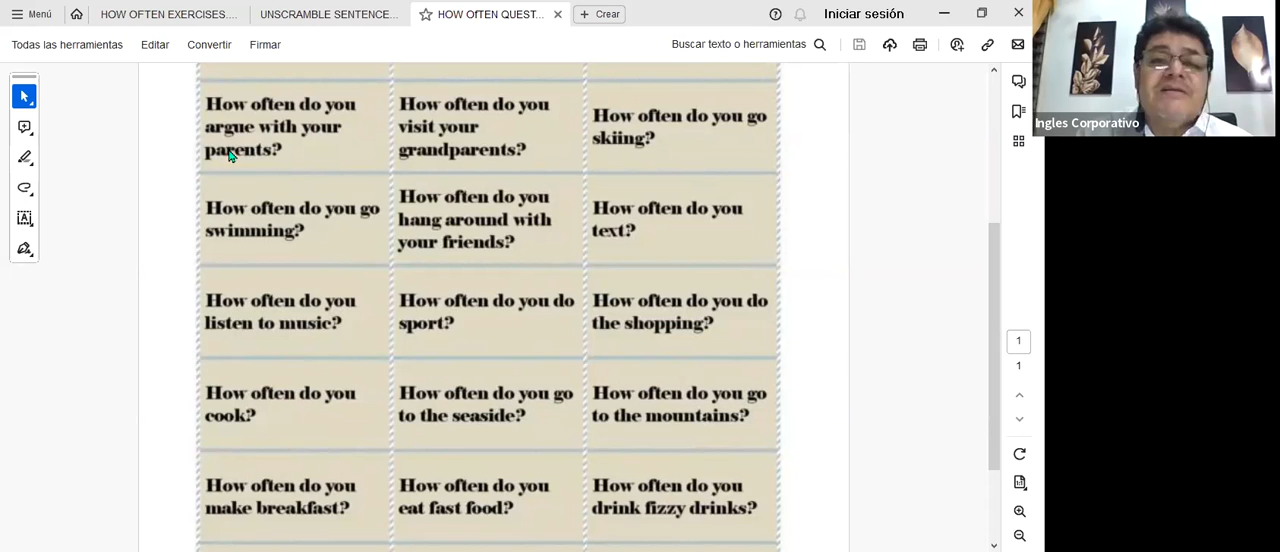 Menú
HOW OFTEN EXERCISES....
UNSCRAMBLE SENTENCE...
HOW OFTEN QUEST...
Crear
Iniciar sesión
Todas las herramientas
Editar
Convertir
Firmar
Buscar texto o herramientas
Ingles Corporativo
How often do you
argue with your
parents?
How often do you
visit your
grandparents?
How often do you go
skiing?
How often do you go
swimming?
How often do you
hang around with
your friends?
How often do you
text?
How often do you
listen to music?
How often do you do
sport?
How often do you do
the shopping?
How often do you
cook?
How often do you go
to the seaside?
How often do you go
to the mountains?
How often do you
make breakfast?
How often do you
eat fast food?
How often do you
drink fizzy drinks?
1
1